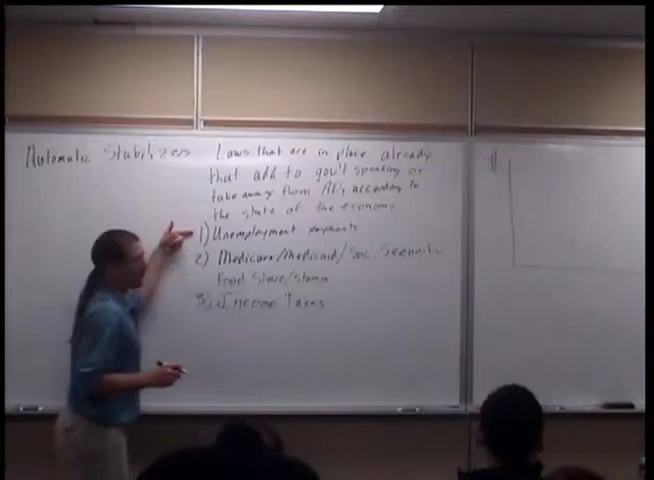 Automatic Stabilizers
Laws that are in place already
that add to gov't spending or
take away from AD, according to
the state of the economy
1) Unemployment payments
2) Medicare/Medicaid/Soc. Security
Food Share/stamp
3) Income Taxes